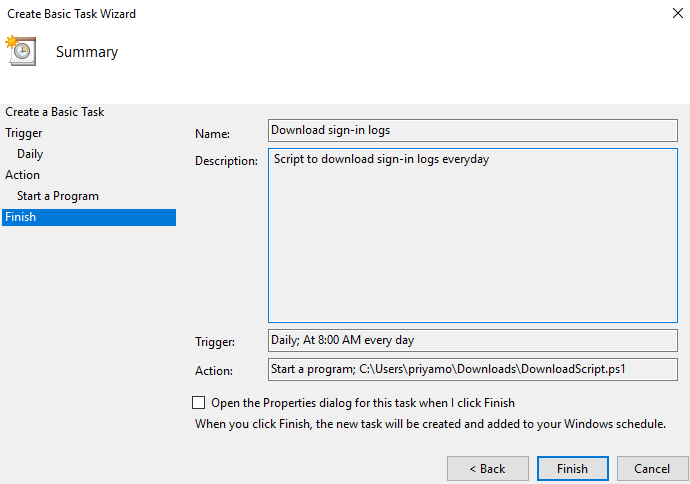 Create Basic Task Wizard
Summary
Create a Basic Task
Trigger
Daily
Action
Start a Program
Finish
Name: Download sign-in logs
Description: Script to download sign-in logs everyday
Trigger: Daily; At 8:00 AM every day
Action: Start a program; C:\Users\priyamo\Downloads\DownloadScript.ps1
Open the Properties dialog for this task when I click Finish
When you click Finish, the new task will be created and added to your Windows schedule.
< Back Finish Cancel